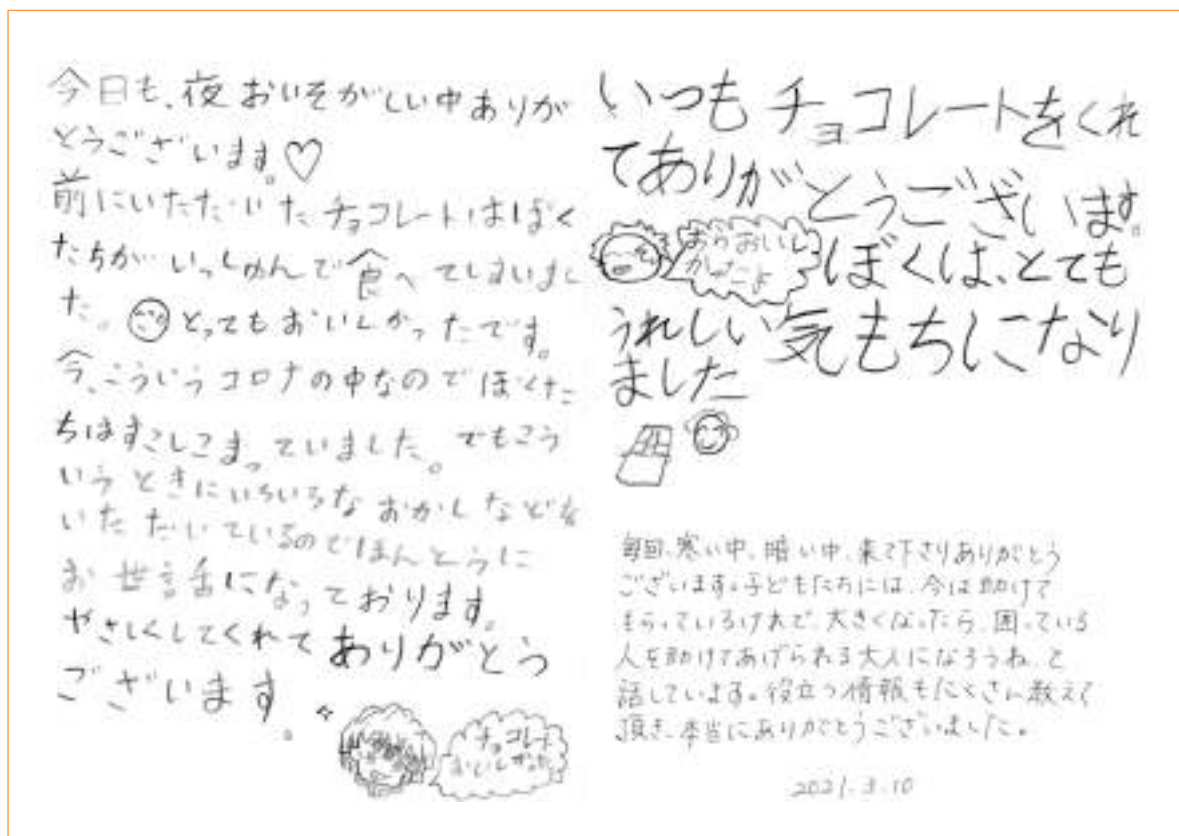 今日も、夜おいそがしい中ありが
とうございます。♡
前にいただいたチョコレートはぼく
たちがいっしゅんで食べてしまいまし
た。とってもおいしかったです。
今、こういうコロナの中なのでぼくた
ちはすこしこまっていました。でもこう
いうときにいろいろなおかしなどを
いただいているのでほんとうに
お世話になっております。
やさしくしてくれてありがとう
ございます。
チョコレート
おいしかった
いつもチョコレートをくれ
てありがとうございます。
おいし
かった
ぼくは、とても
うれしい気もちになり
ました
毎回、寒い中、暗い中、来て下さりありがとう
ございます。子どもたちには、今は助けて
もらっているけれど、大きくなったら、困っている
人を助けてあげられる大人になろうね、と
話しています。役立つ情報もたくさん教えて
頂き、本当にありがとうございました。
2021.3.10